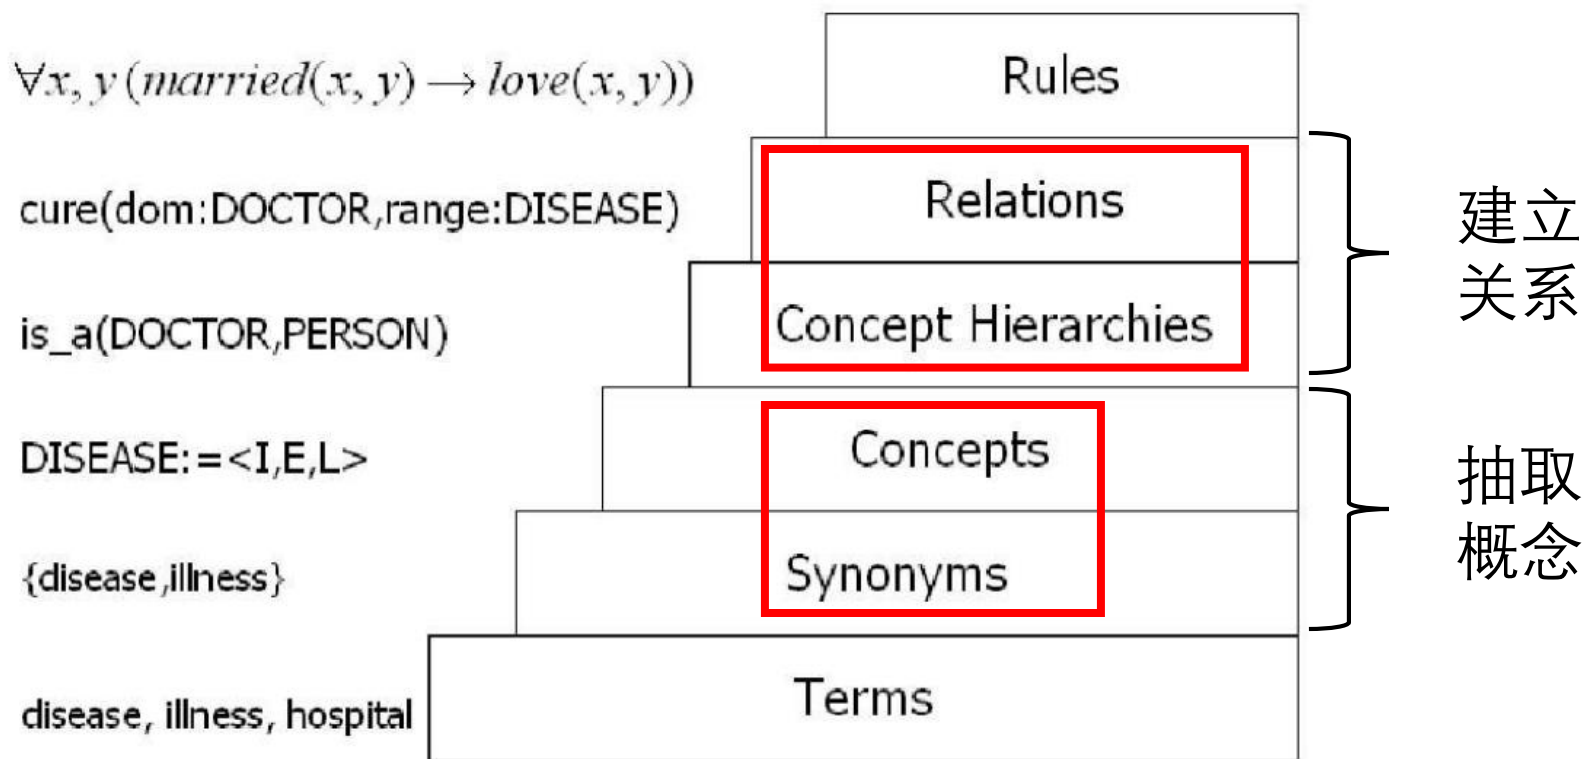 ∀x, y (married(x, y) → love(x, y))
Rules
cure(dom:DOCTOR,range:DISEASE)
Relations
is_a(DOCTOR,PERSON)
Concept Hierarchies
建立
关系
DISEASE:=<I,E,L>
Concepts
{disease,illness}
Synonyms
抽取
概念
disease, illness, hospital
Terms